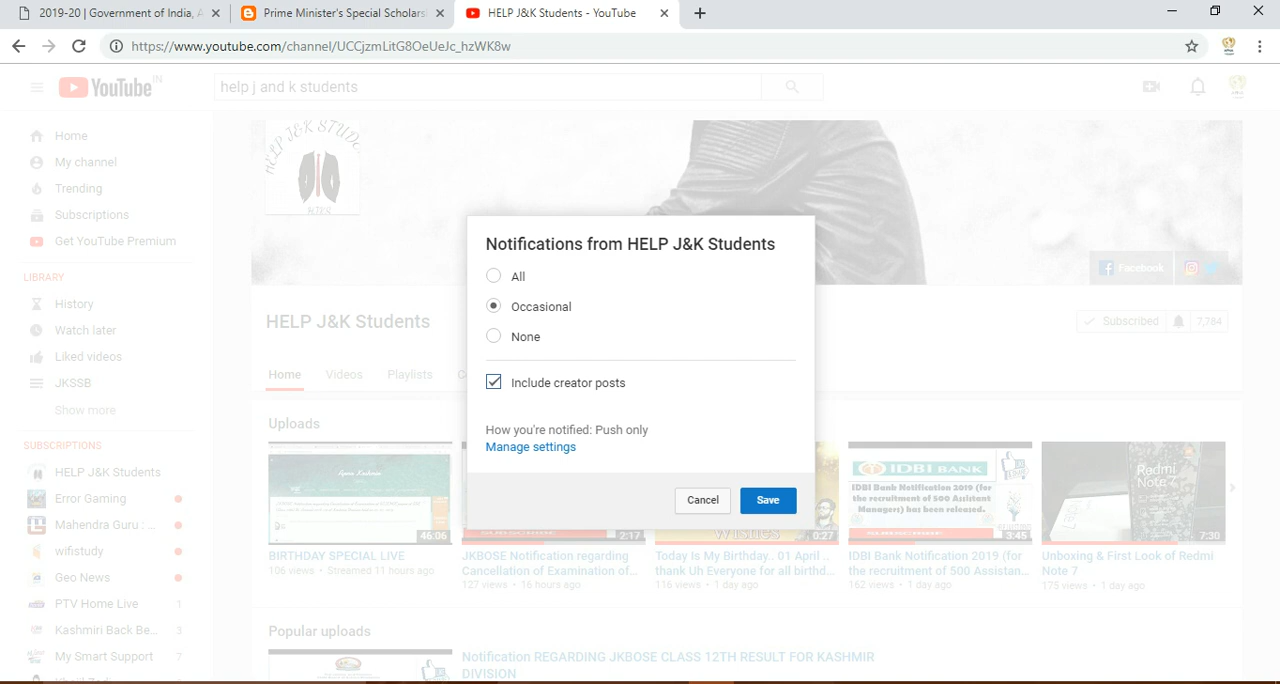 2019-20 | Government of India, A
Prime Minister's Special Scholars
HELP J&K Students - YouTube
https://www.youtube.com/channel/UCCjzmLitG8OeUeJc_hzWK8w
YouTube IN
help j and k students
Home
My channel
Trending
Subscriptions
Get YouTube Premium
LIBRARY
History
Watch later
Liked videos
JKSSB
Show more
SUBSCRIPTIONS
HELP J&K Students
Error Gaming
Mahendra Guru : ...
wifistudy
Geo News
PTV Home Live 1
Kashmiri Back Be... 3
My Smart Support 7
HELP J&K STUDE
HJKS
Facebook
HELP J&K Students
Subscribed 7,784
Home Videos Playlists C
Notifications from HELP J&K Students
All
Occasional
None
Include creator posts
How you're notified: Push only
Manage settings
Cancel Save
Uploads
46:06
BIRTHDAY SPECIAL LIVE
106 views • Streamed 11 hours ago
2:17
JKBOSE Notification regarding
Cancellation of Examination of...
127 views • 16 hours ago
Wishes
0:27
Today Is My Birthday.. 01 April ..
thank Uh Everyone for all birthd...
116 views • 1 day ago
IDBI BANK
IDBI Bank Notification 2019 (for
the recruitment of 500 Assistant
Managers) has been released.
3:45
IDBI Bank Notification 2019 (for
the recruitment of 500 Assistan...
162 views • 1 day ago
Redmi
Note 7
7:30
Unboxing & First Look of Redmi
Note 7
175 views • 1 day ago
Popular uploads
Notification REGARDING JKBOSE CLASS 12TH RESULT FOR KASHMIR
DIVISION